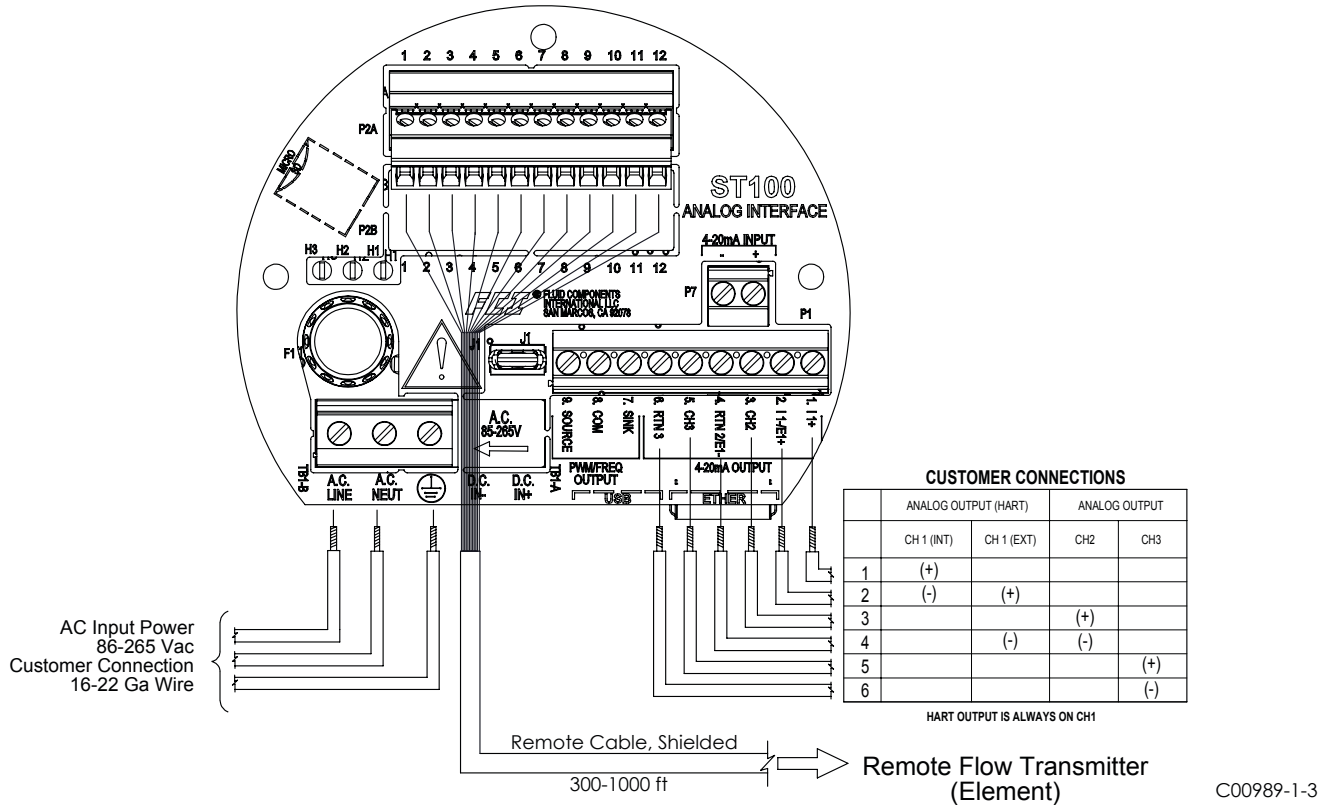 1 2 3 4 5 6 7 8 9 10 11 12
A
P2A
MICRO
SD
B
ST100
ANALOG INTERFACE
P2B
4-20mA INPUT
- +
H3 H2 H1
H1
1 2 3 4 5 6 7 8 9 10 11 12
P7
FCI
FLUID COMPONENTS
INTERNATIONAL LLC
SAN MARCOS, CA 92078
P1
F1
!
J1
J1
A.C.
85-265V
9. SOURCE
8. COM
7. SINK
6. RTN 3
5. CH3
4. RTN 2/E1-
3. CH2
2. I 1-/E1+
1. I 1+
TB1-B
A.C.
LINE
A.C.
NEUT
D.C.
IN-
D.C.
IN+
TB1-A
PWM/FREQ
OUTPUT
4-20mA OUTPUT
USB
ETHER
CUSTOMER CONNECTIONS
ANALOG OUTPUT (HART) ANALOG OUTPUT
CH 1 (INT) CH 1 (EXT) CH2 CH3
1 (+)
2 (-) (+)
3 (+)
4 (-) (-)
5 (+)
6 (-)
HART OUTPUT IS ALWAYS ON CH1
AC Input Power
86-265 Vac
Customer Connection
16-22 Ga Wire
Remote Cable, Shielded
300-1000 ft
Remote Flow Transmitter
(Element)
C00989-1-3